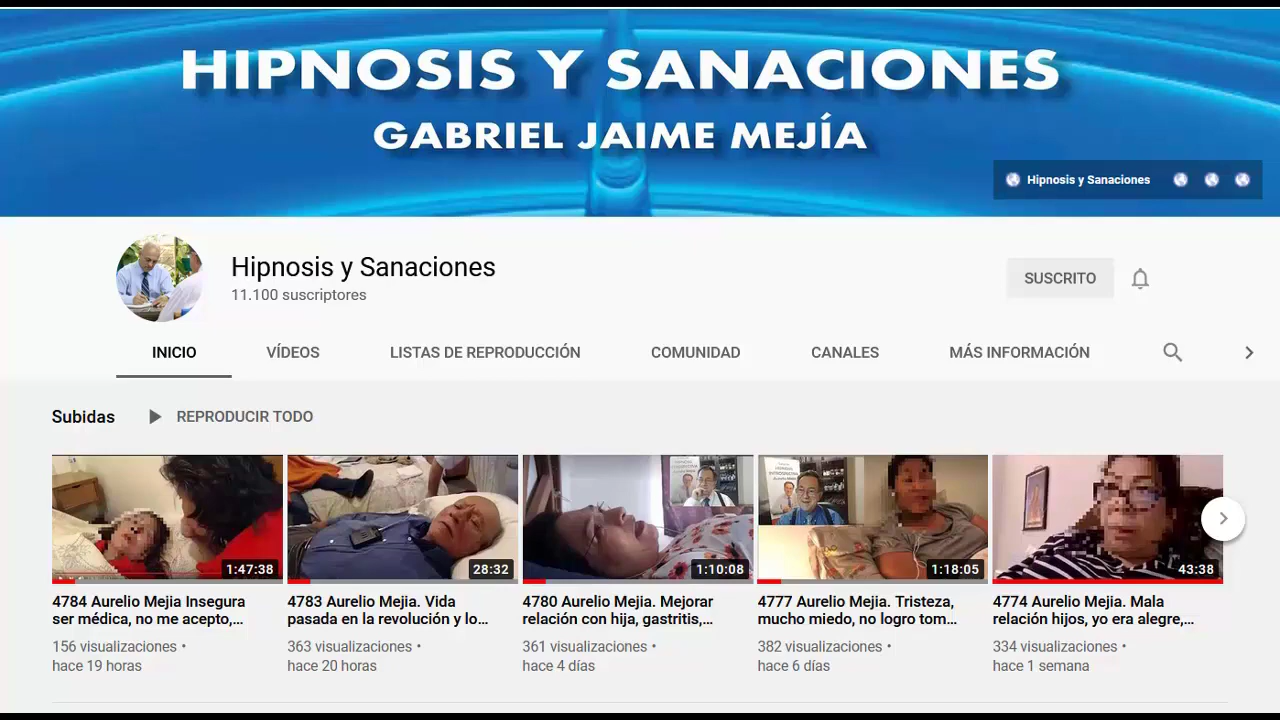 HIPNOSIS Y SANACIONES
GABRIEL JAIME MEJÍA
Hipnosis y Sanaciones
Hipnosis y Sanaciones
11.100 suscriptores
SUSCRITO
INICIO VÍDEOS LISTAS DE REPRODUCCIÓN COMUNIDAD CANALES MÁS INFORMACIÓN
Subidas REPRODUCIR TODO
1:47:38
28:32
1:10:08
1:18:05
43:38
4784 Aurelio Mejia Insegura
ser médica, no me acepto,...
156 visualizaciones •
hace 19 horas
4783 Aurelio Mejia. Vida
pasada en la revolución y lo...
363 visualizaciones •
hace 20 horas
4780 Aurelio Mejia. Mejorar
relación con hija, gastritis,...
361 visualizaciones •
hace 4 días
4777 Aurelio Mejia. Tristeza,
mucho miedo, no logro tom...
382 visualizaciones •
hace 6 días
4774 Aurelio Mejia. Mala
relación hijos, yo era alegre,...
334 visualizaciones •
hace 1 semana